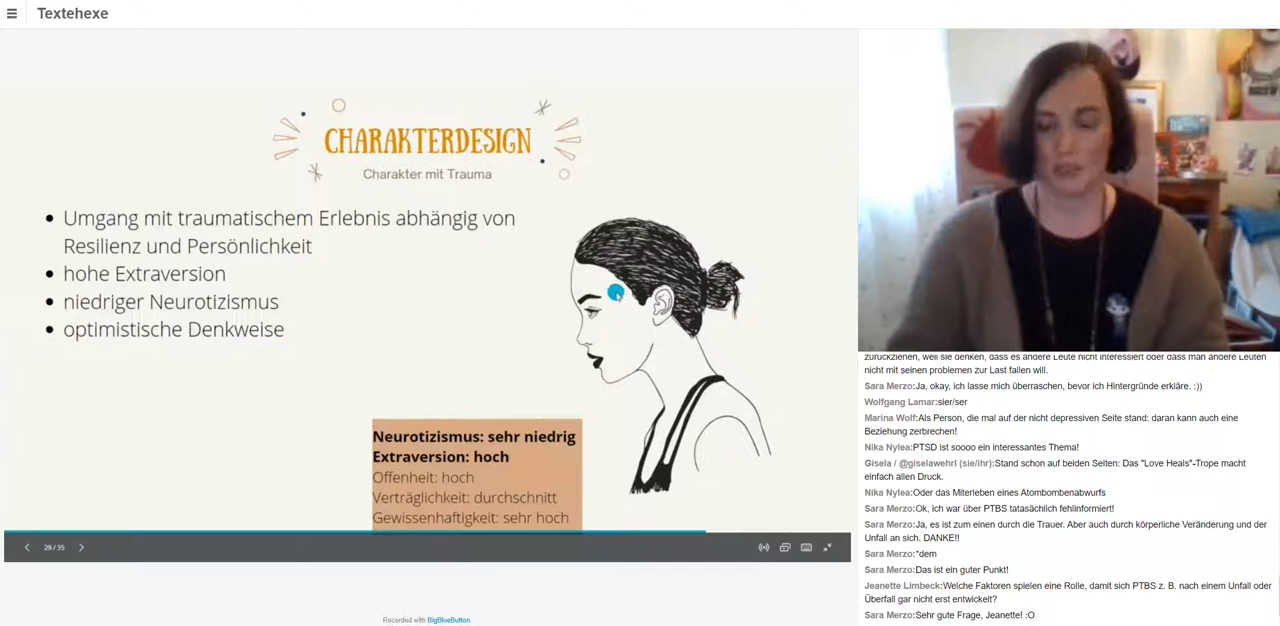 Textehexe
CHARAKTERDESIGN
Charakter mit Trauma
Umgang mit traumatischem Erlebnis abhängig von
Resilienz und Persönlichkeit
hohe Extraversion
niedriger Neurotizismus
optimistische Denkweise
Neurotizismus: sehr niedrig
Extraversion: hoch
Offenheit: hoch
Verträglichkeit: durchschnitt
Gewissenhaftigkeit: sehr hoch
29 / 35
Recorded with BigBlueButton.
zurückziehen, weil sie denken, dass es andere Leute nicht interessiert oder dass man andere Leuten
nicht mit seinen problemen zur Last fallen will.
Sara Merzo:Ja, okay, ich lasse mich überraschen, bevor ich Hintergründe erkläre. :))
Wolfgang Lamar:sier/ser
Marina Wolf:Als Person, die mal auf der nicht depressiven Seite stand: daran kann auch eine
Beziehung zerbrechen!
Nika Nylea:PTSD ist soooo ein interessantes Thema!
Gisela / @giselawehrl (sie/ihr):Stand schon auf beiden Seiten: Das "Love Heals"-Trope macht
einfach allen Druck.
Nika Nylea:Oder das Miterleben eines Atombombenabwurfs
Sara Merzo:Ok, ich war über PTBS tatasächlich fehlinformiert!
Sara Merzo:Ja, es ist zum einen durch die Trauer. Aber auch durch körperliche Veränderung und der
Unfall an sich. DANKE!!
Sara Merzo:*dem
Sara Merzo:Das ist ein guter Punkt!
Jeanette Limbeck:Welche Faktoren spielen eine Rolle, damit sich PTBS z. B. nach einem Unfall oder
Überfall gar nicht erst entwickelt?
Sara Merzo:Sehr gute Frage, Jeanette! :O